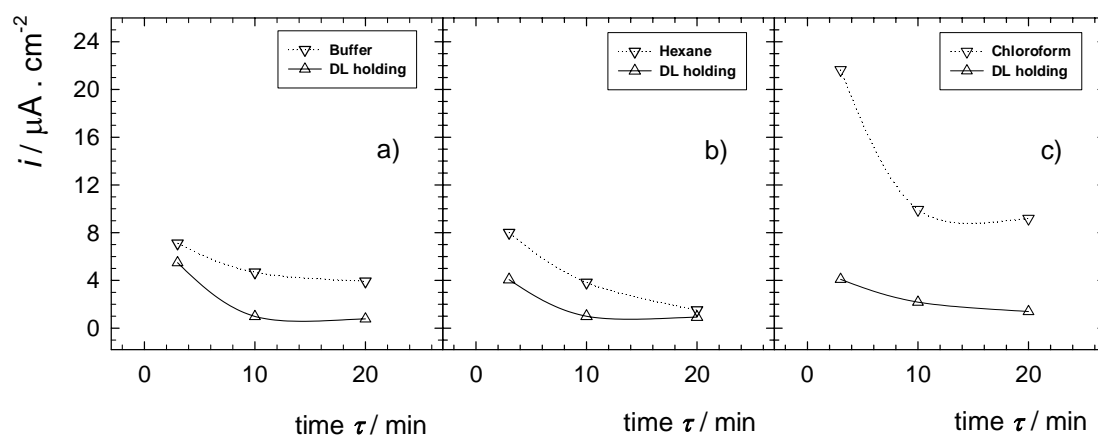 i / μA . cm-2
24
20
16
12
8
4
0
Buffer
DL holding
a)
0 10 20
time τ / min
Hexane
DL holding
b)
0 10 20
time τ / min
Chloroform
DL holding
c)
0 10 20
time τ / min